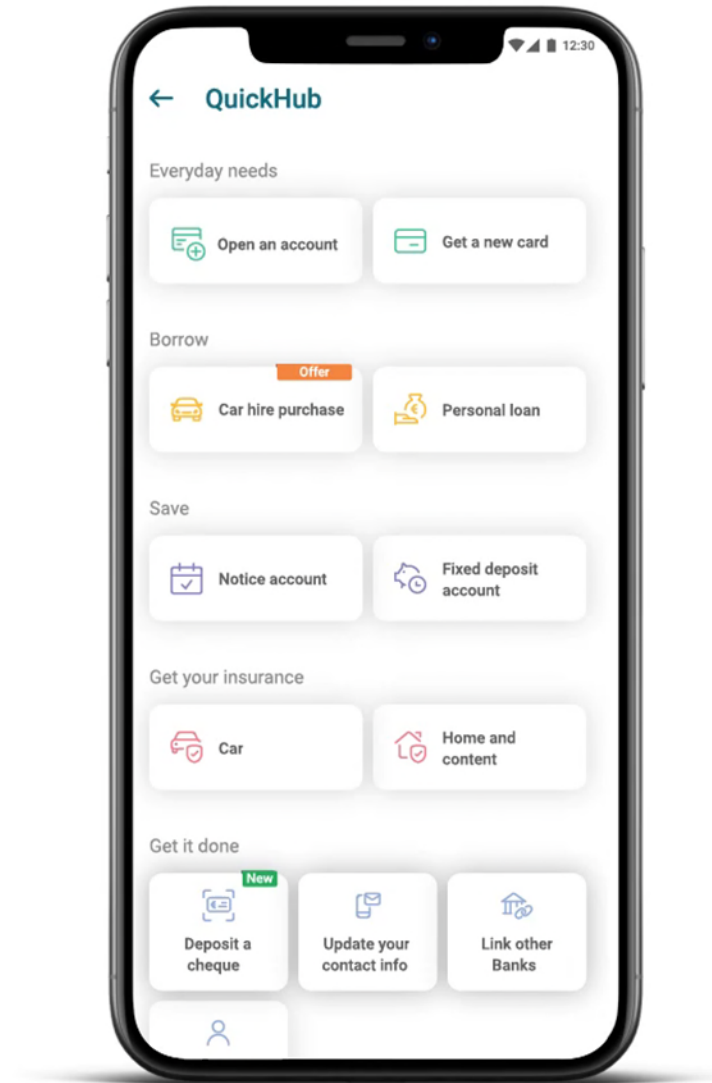 12:30
QuickHub
Everyday needs
Open an account
Get a new card
Borrow
Offer
Car hire purchase
Personal loan
Save
Notice account
Fixed deposit
account
Get your insurance
Car
Home and
content
Get it done
New
Deposit a
cheque
Update your
contact info
Link other
Banks